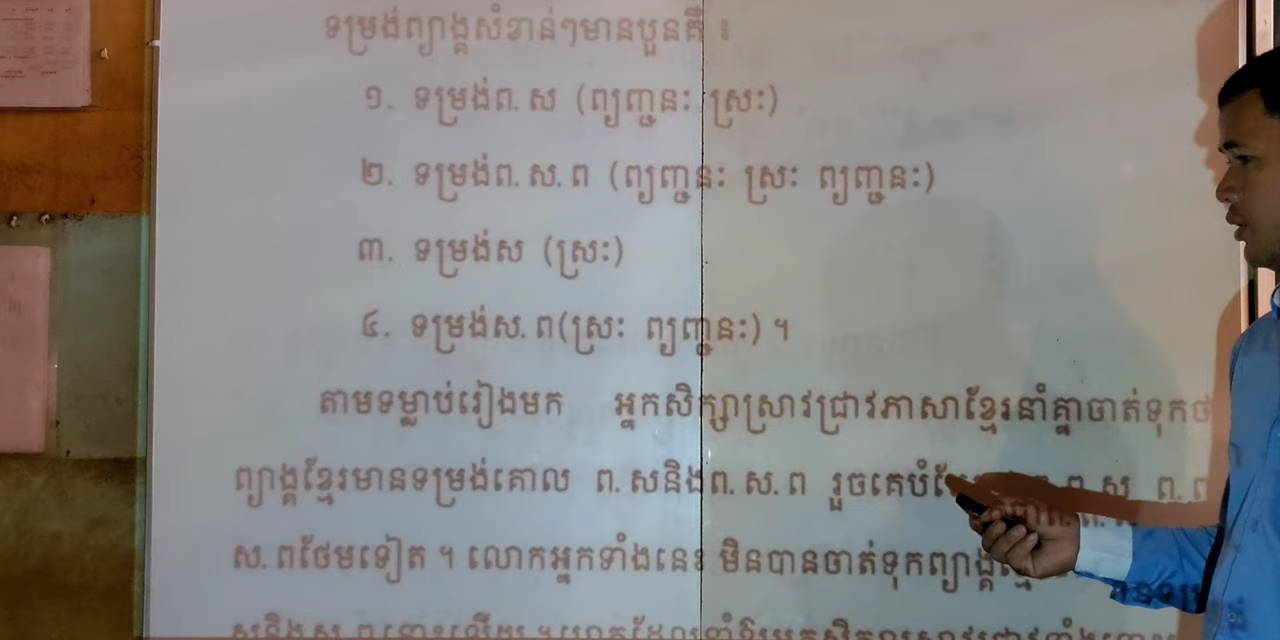 ទម្រង់ព្យាង្គសំខាន់ៗមានបួនគឺ ៖
១. ទម្រង់ព. ស (ព្យញ្ជនៈ ស្រៈ)
២. ទម្រង់ព. ស. ព (ព្យញ្ជនៈ ស្រៈ ព្យញ្ជនៈ)
៣. ទម្រង់ស (ស្រៈ)
៤. ទម្រង់ស. ព(ស្រៈ ព្យញ្ជនៈ) ។
តាមទម្លាប់រៀងមក អ្នកសិក្សាស្រាវជ្រាវភាសាខ្មែរនាំគ្នាចាត់ទុកថា
ព្យាង្គខ្មែរមានទម្រង់គោល ព. សនិងព. ស. ព រួចគេបំ ព. ស ព. ព
ស. ពថែមទៀត ។ លោកអ្នកទាំងនេះ មិនបានចាត់ទុកព្យាង្គ